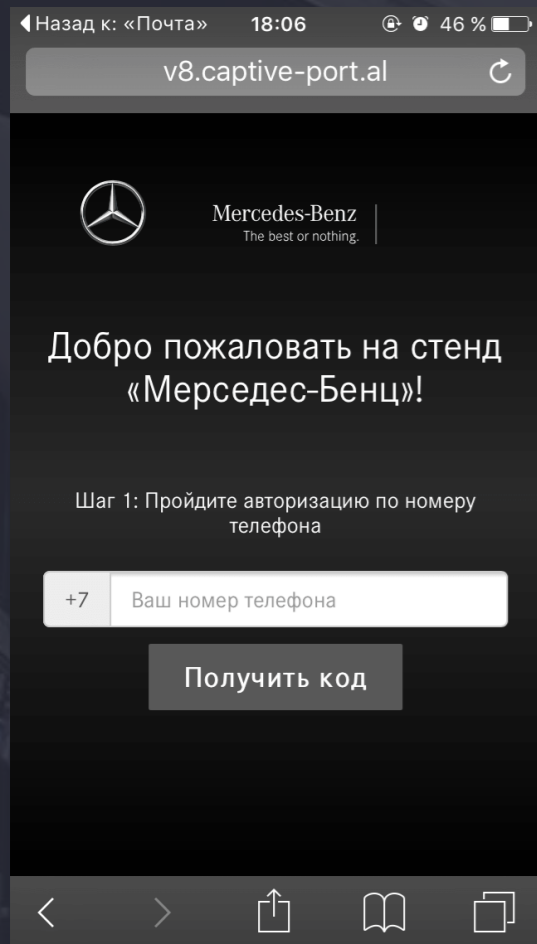 Назад к: «Почта» 18:06 46 %
v8.captive-port.al
Mercedes-Benz
The best or nothing.
Добро пожаловать на стенд
«Мерседес-Бенц»!
Шаг 1: Пройдите авторизацию по номеру
телефона
+7 Ваш номер телефона
Получить код